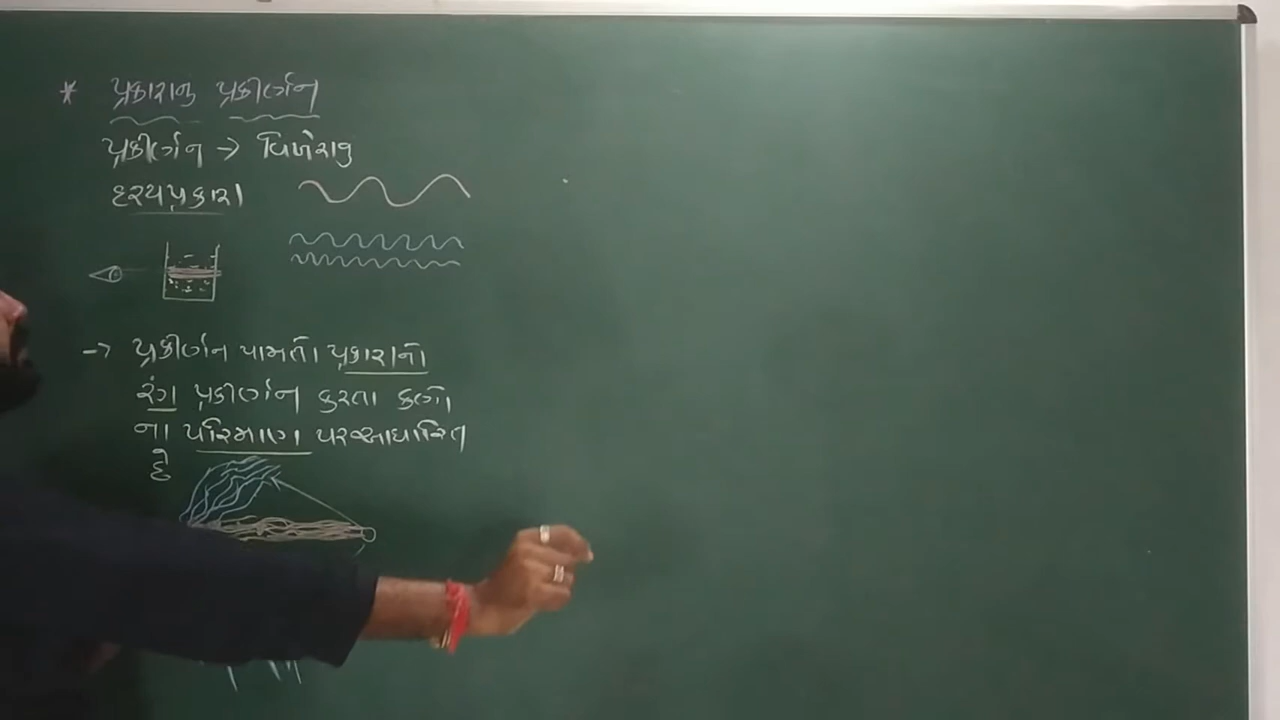 * પ્રકાશનુ પ્રકીર્ણન
પ્રકીર્ણન → વિખેરાવુ
દ્રશ્યપ્રકાશ
→ પ્રકીર્ણન પામતા પ્રકાશનો
રંગ પ્રકીર્ણન કરતા કણો
ના પરિમાણ પર આધારિત
છે